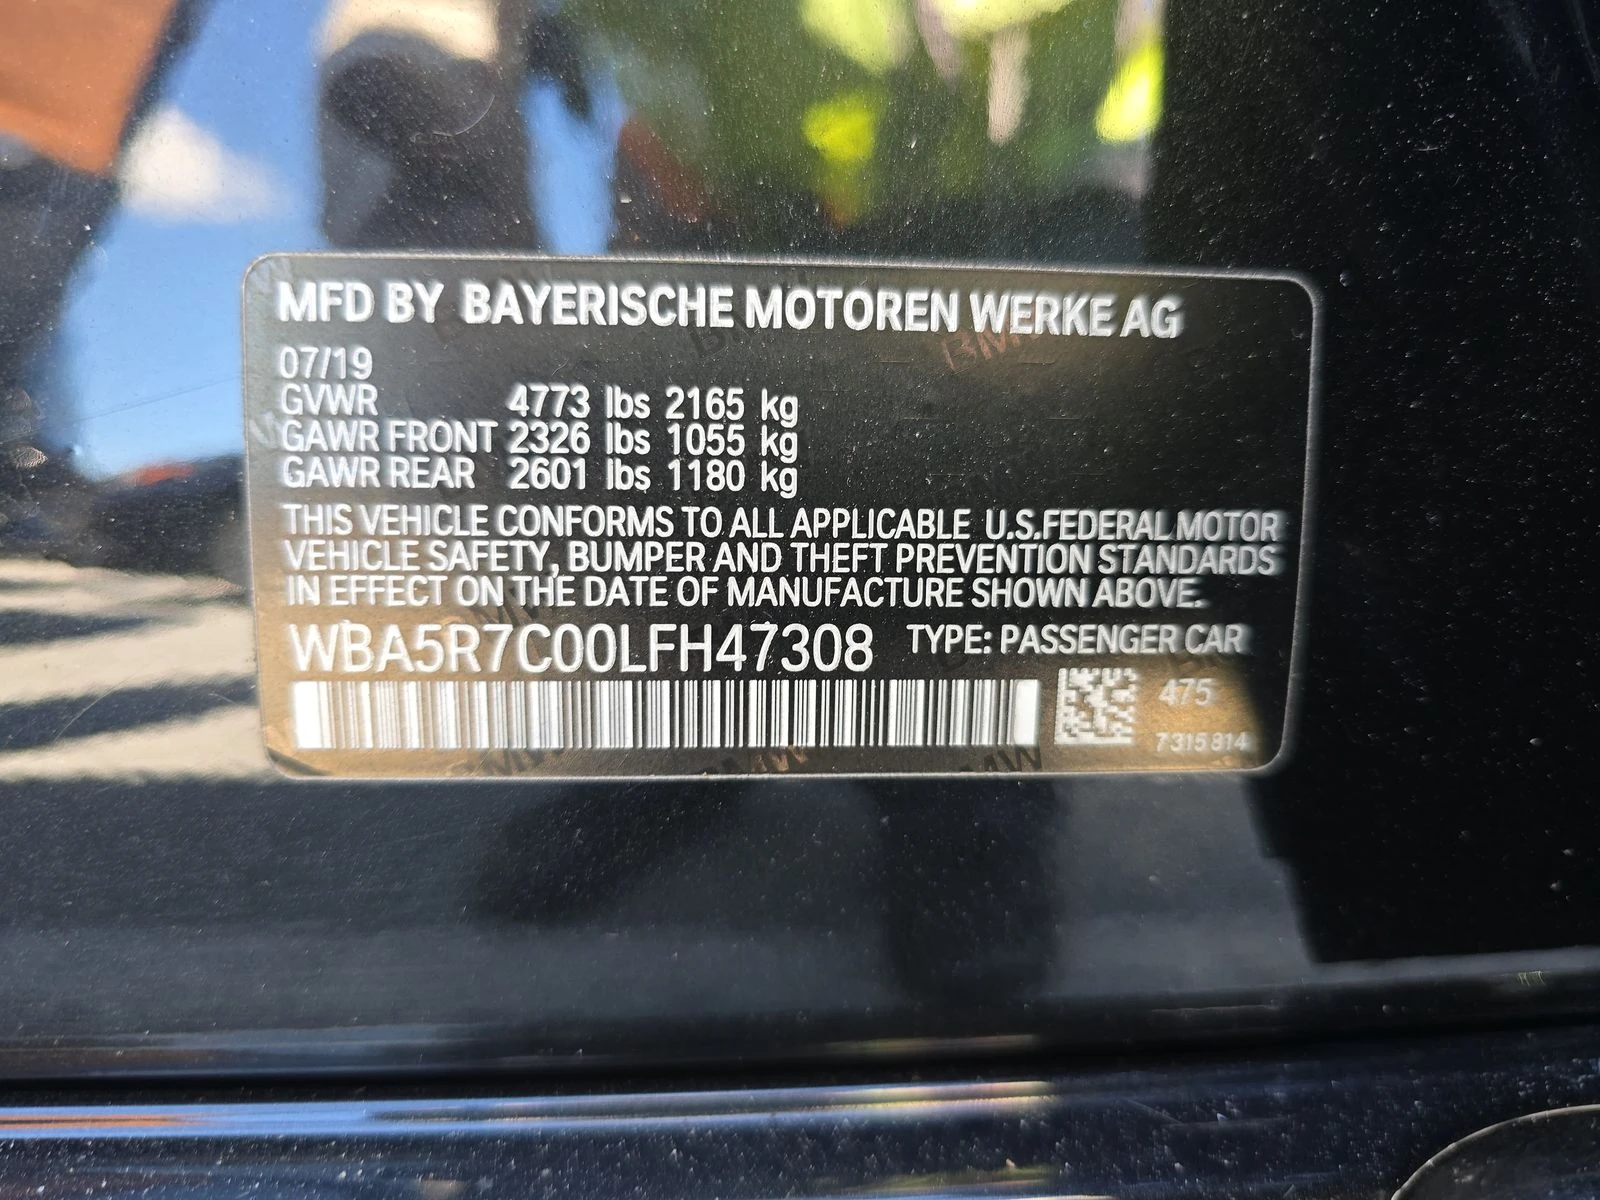 MFD BY BAYERISCHE MOTOREN WERKE AG
07/19
GVWR 4773 lbs 2165 kg
GAWR FRONT 2326 lbs 1055 kg
GAWR REAR 2601 lbs 1180 kg
THIS VEHICLE CONFORMS TO ALL APPLICABLE U.S.FEDERAL MOTOR
VEHICLE SAFETY, BUMPER AND THEFT PREVENTION STANDARDS
IN EFFECT ON THE DATE OF MANUFACTURE SHOWN ABOVE.
WBA5R7C00LFH47308 TYPE: PASSENGER CAR
475
7315814